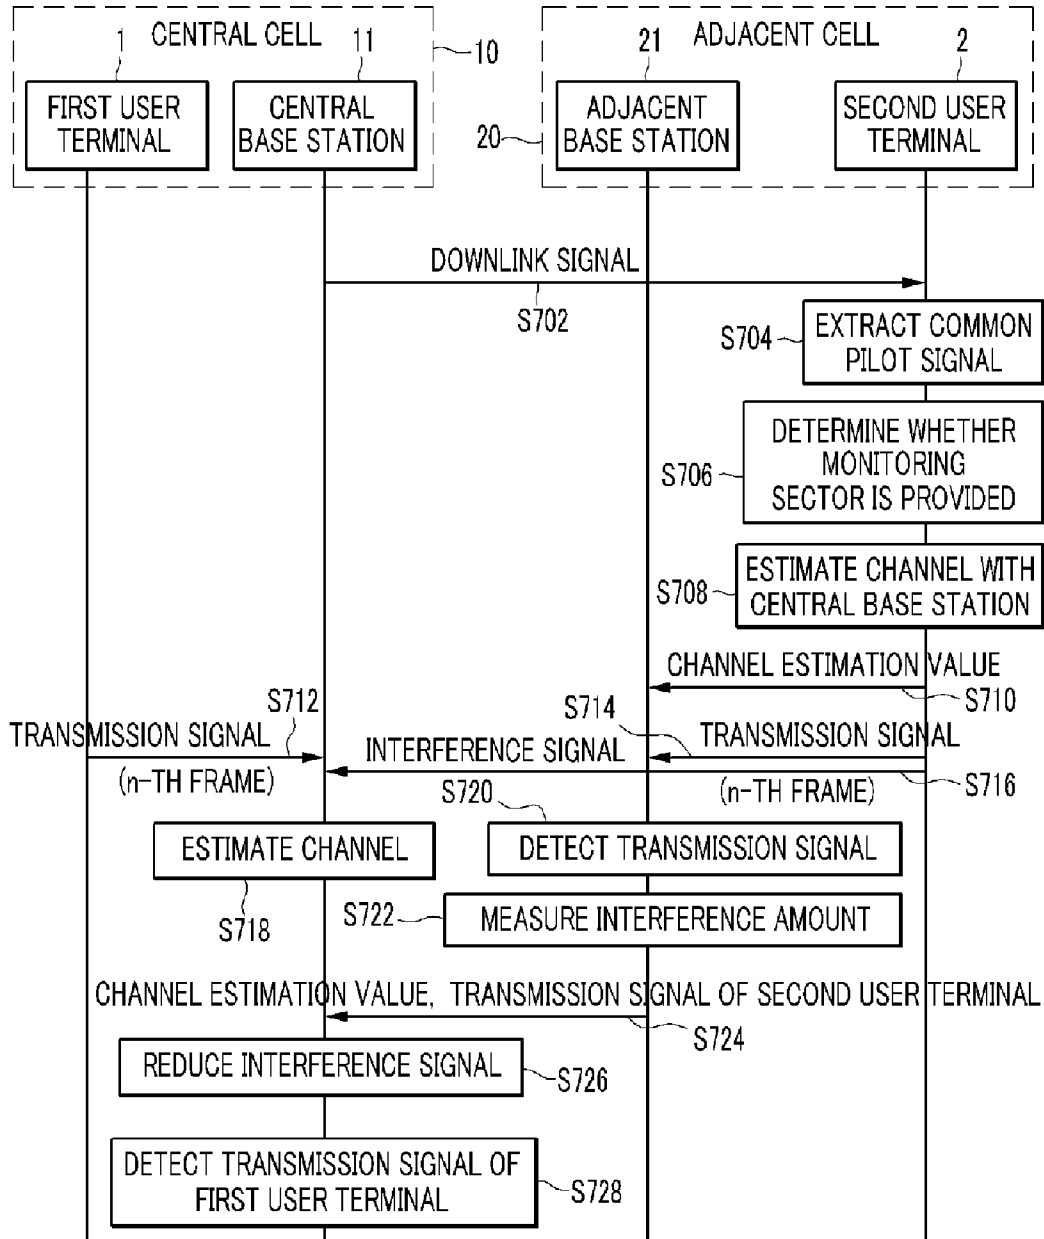 CENTRAL CELL
1
11
10
FIRST USER
TERMINAL
CENTRAL
BASE STATION
ADJACENT CELL
21
2
20
ADJACENT
BASE STATION
SECOND USER
TERMINAL
DOWNLINK SIGNAL
S702
S704
EXTRACT COMMON
PILOT SIGNAL
S706
DETERMINE WHETHER
MONITORING
SECTOR IS PROVIDED
S708
ESTIMATE CHANNEL WITH
CENTRAL BASE STATION
CHANNEL ESTIMATION VALUE
S710
S712
TRANSMISSION SIGNAL
(n-TH FRAME)
S714
TRANSMISSION SIGNAL
INTERFERENCE SIGNAL
(n-TH FRAME)
S716
ESTIMATE CHANNEL
S718
S720
DETECT TRANSMISSION SIGNAL
S722
MEASURE INTERFERENCE AMOUNT
CHANNEL ESTIMATION VALUE, TRANSMISSION SIGNAL OF SECOND USER TERMINAL
S724
REDUCE INTERFERENCE SIGNAL
S726
DETECT TRANSMISSION SIGNAL OF
FIRST USER TERMINAL
S728